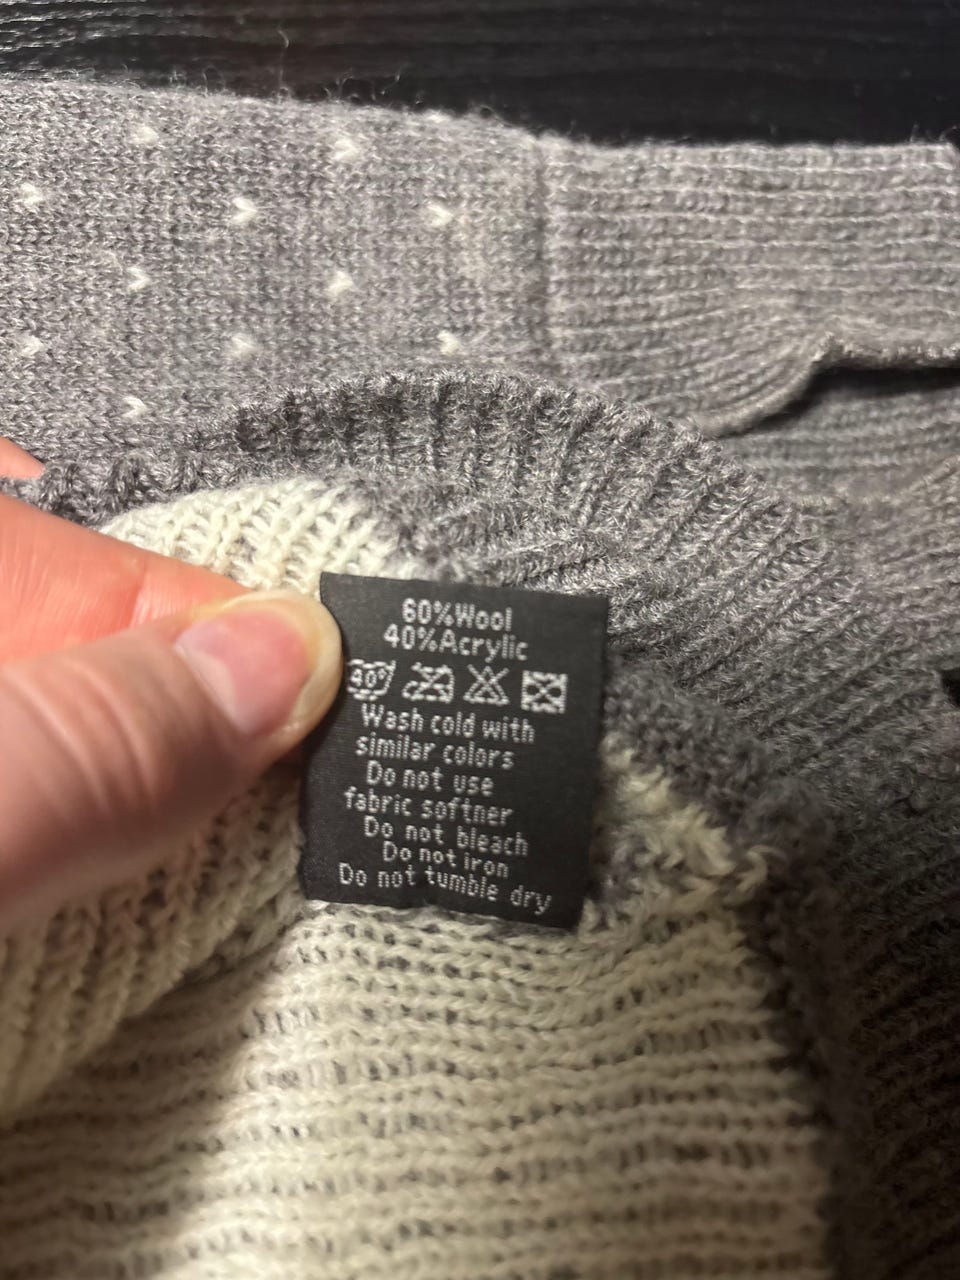 60%Wool
40%Acrylic
40°
Wash cold with
similar colors
Do not use
fabric softner
Do not bleach
Do not iron
Do not tumble dry